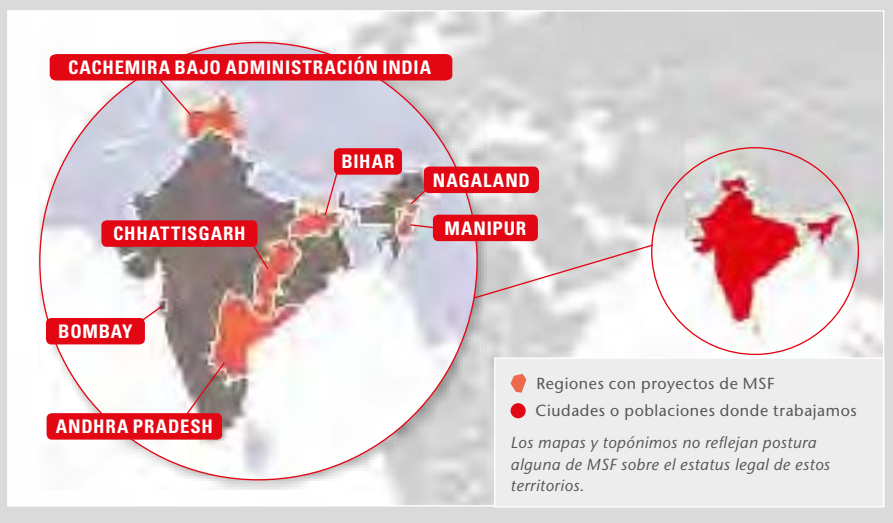 CACHEMIRA BAJO ADMINISTRACIÓN INDIA
BIHAR
NAGALAND
CHHATTISGARH
MANIPUR
BOMBAY
ANDHRA PRADESH
Regiones con proyectos de MSF
Ciudades o poblaciones donde trabajamos
Los mapas y topónimos no reflejan postura
alguna de MSF sobre el estatus legal de estos
territorios.